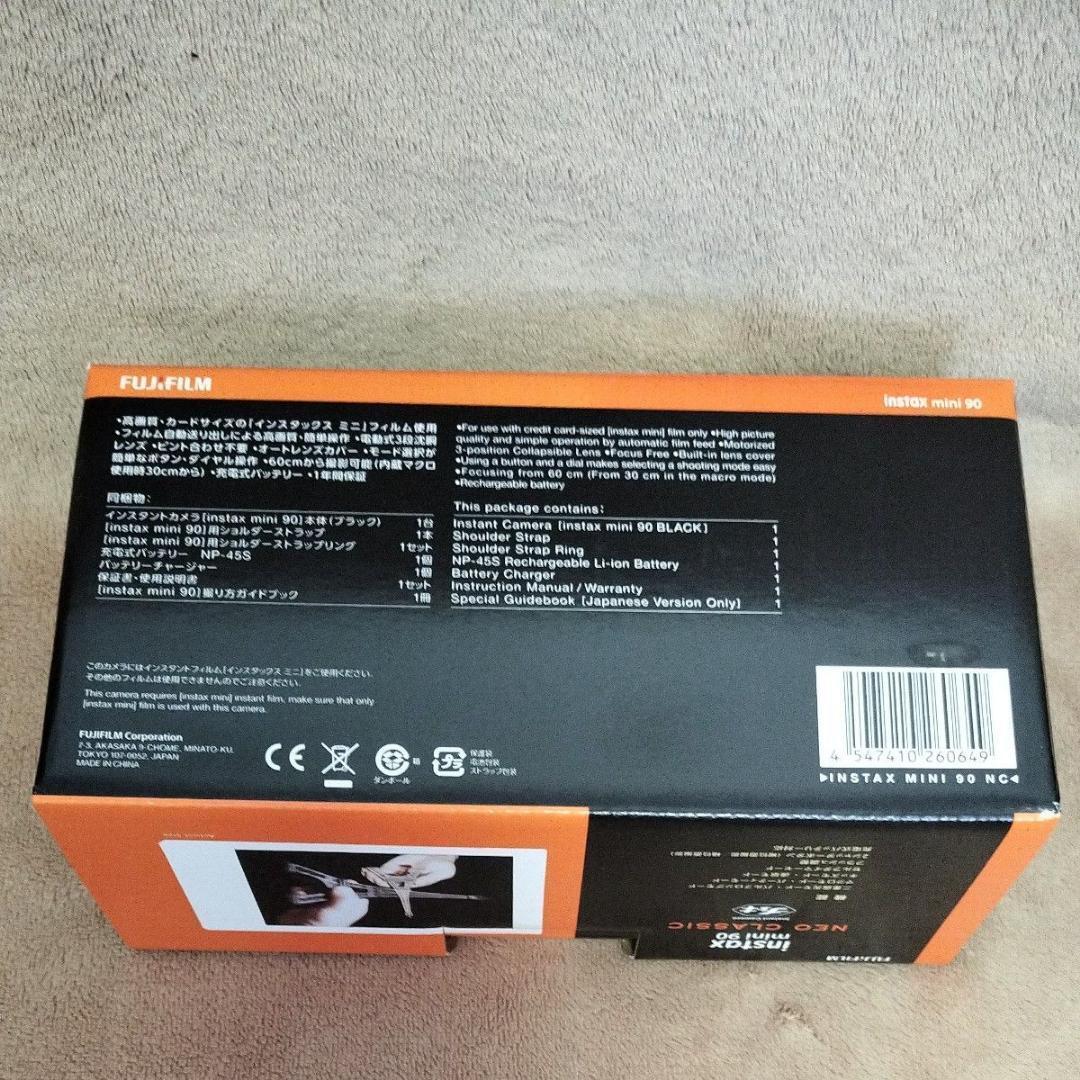 FUJIFILM
instax mini 90
・高画質・カードサイズの「インスタックス ミニ」フィルム使用
・フィルム自動送り出しによる高画質・簡単操作 ・電動式3段沈胴
レンズ・ピント合わせ不要 ・オートレンズカバー ・モード選択が
簡単なボタン・ダイヤル操作 ・60cmから撮影可能(内蔵マクロ
使用時30cmから) ・充電式バッテリー ・1年間保証
同梱物:
インスタントカメラ[instax mini 90]本体(ブラック) 1台
[instax mini 90]用ショルダーストラップ 1本
[instax mini 90]用ショルダーストラップリング 1セット
充電式バッテリー NP-45S 1個
バッテリーチャージャー 1個
保証書・使用説明書 1セット
[instax mini 90]撮り方ガイドブック 1冊
•For use with credit card-sized [instax mini] film only •High picture
quality and simple operation by automatic film feed •Motorized
3-position Collapsible Lens •Focus Free •Built-in lens cover
•Using a button and a dial makes selecting a shooting mode easy
•Focusing from 60 cm (From 30 cm in the macro mode)
•Rechargeable battery
This package contains:
Instant Camera [instax mini 90 BLACK] 1
Shoulder Strap 1
Shoulder Strap Ring 1
NP-45S Rechargeable Li-ion Battery 1
Battery Charger 1
Instruction Manual / Warranty 1
Special Guidebook [Japanese Version Only] 1
このカメラにはインスタントフィルム「インスタックス ミニ」をご使用ください。
その他のフィルムは使用できませんのでご注意ください。
This camera requires [instax mini] instant film, make sure that only
[instax mini] film is used with this camera.
FUJIFILM Corporation
7-3, AKASAKA 9-CHOME, MINATO-KU,
TOKYO 107-0052, JAPAN
MADE IN CHINA
CE
ダンボール
箱
プラ
保護袋
電池包装
ストラップ包装
4 547410 260649
▶INSTAX MINI 90 NC◀
FUJIFILM
instax
mini 90
NEO CLASSIC
Instant Camera
チェキ